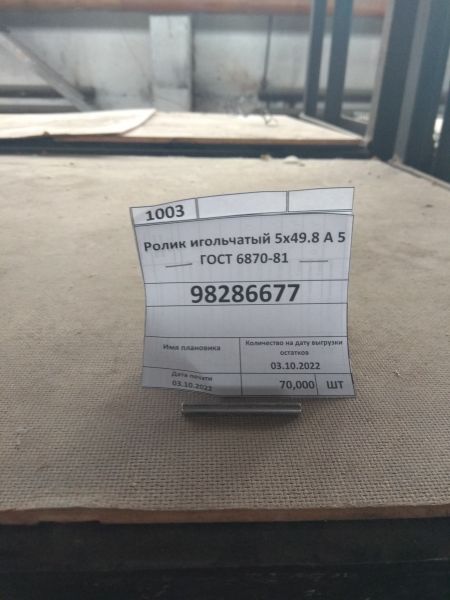 1003
Ролик игольчатый 5х49.8 А 5
ГОСТ 6870-81
98286677
Имя плановика
Количество на дату выгрузки
остатков
03.10.2022
Дата печати
03.10.2022
70,000 ШТ